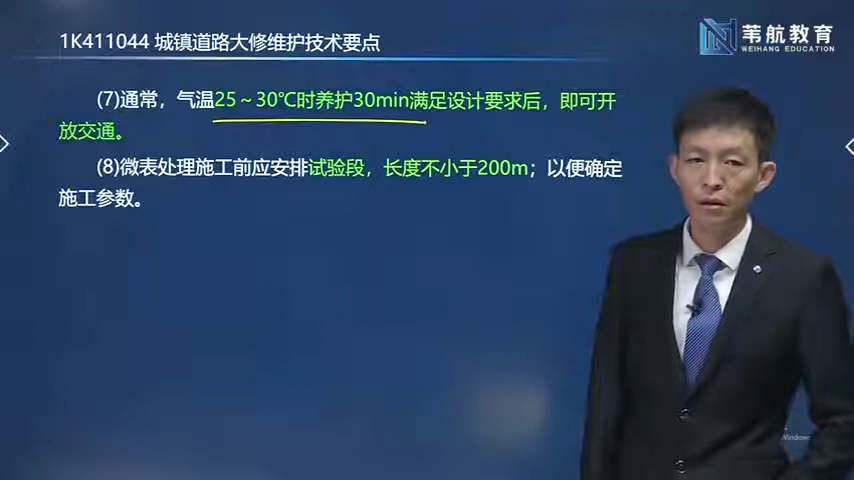 1K411044 城镇道路大修维护技术要点
苇航教育
WEIHANG EDUCATION
(7)通常，气温25～30℃时养护30min满足设计要求后，即可开
放交通。
(8)微表处理施工前应安排试验段，长度不小于200m；以便确定
施工参数。
Windows